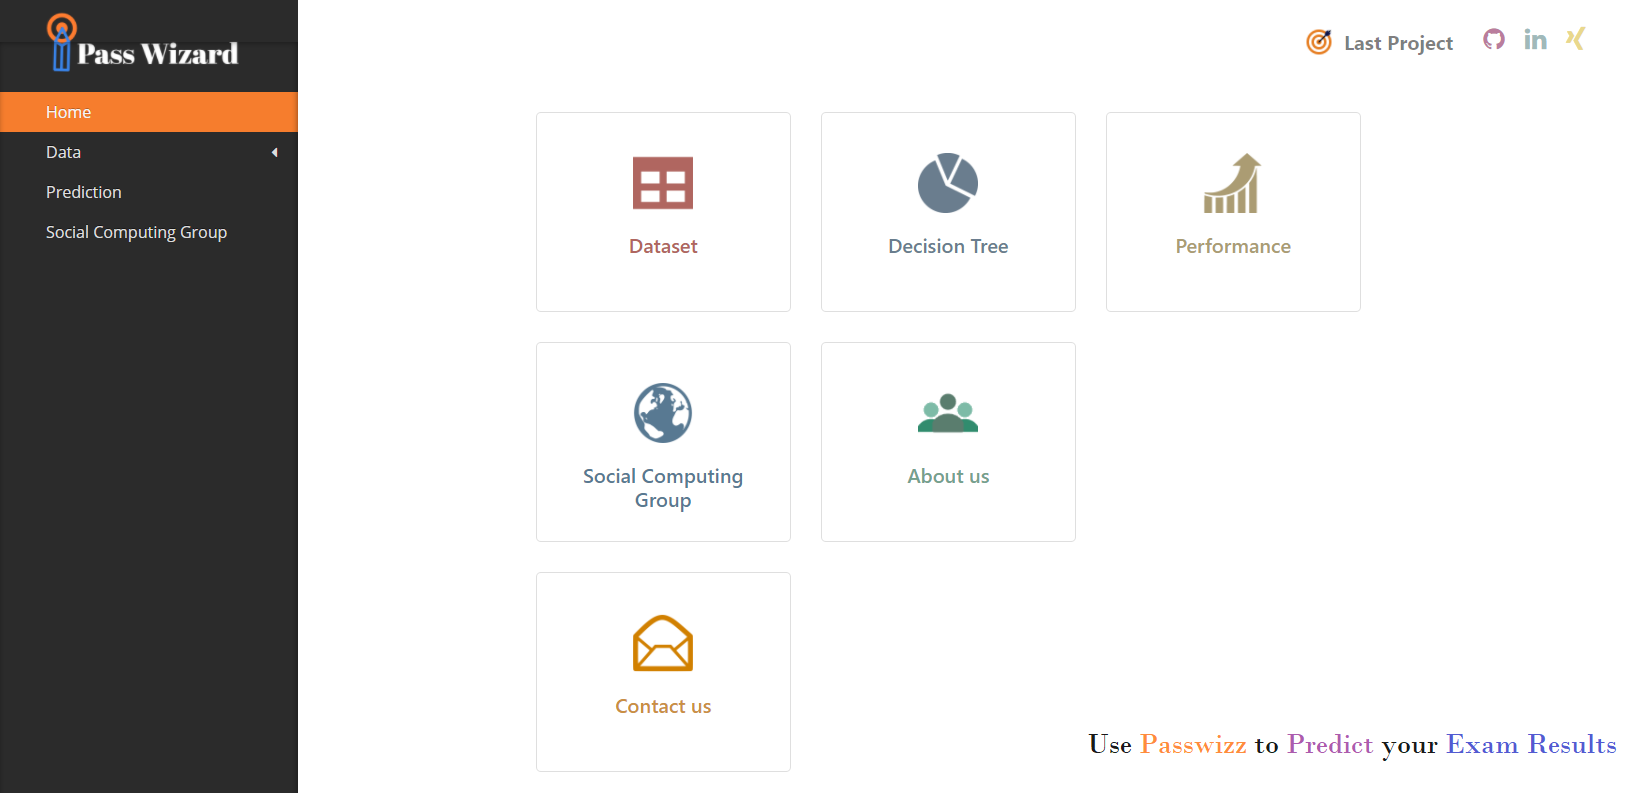 Pass Wizard
Home
Data
Prediction
Social Computing Group
Last Project
Dataset
Decision Tree
Performance
Social Computing
Group
About us
Contact us
Use Passwizz to Predict your Exam Results